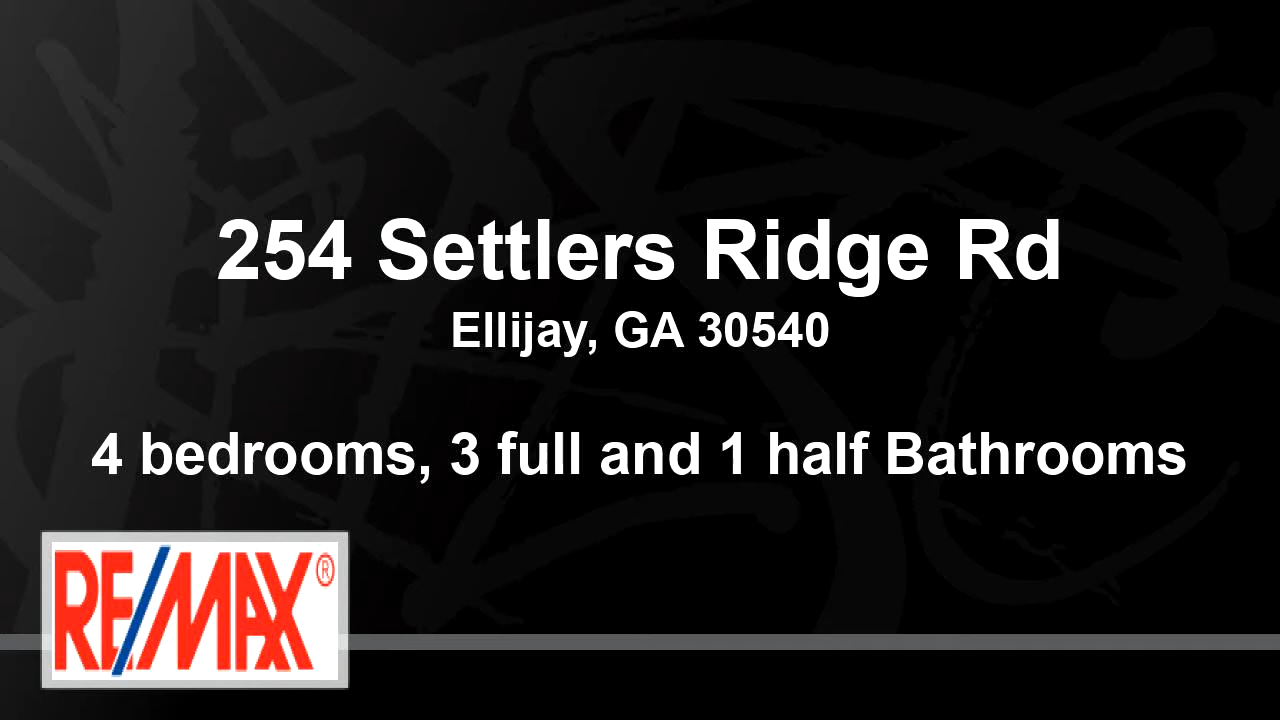 254 Settlers Ridge Rd
Ellijay, GA 30540
4 bedrooms, 3 full and 1 half Bathrooms
RE/MAX®